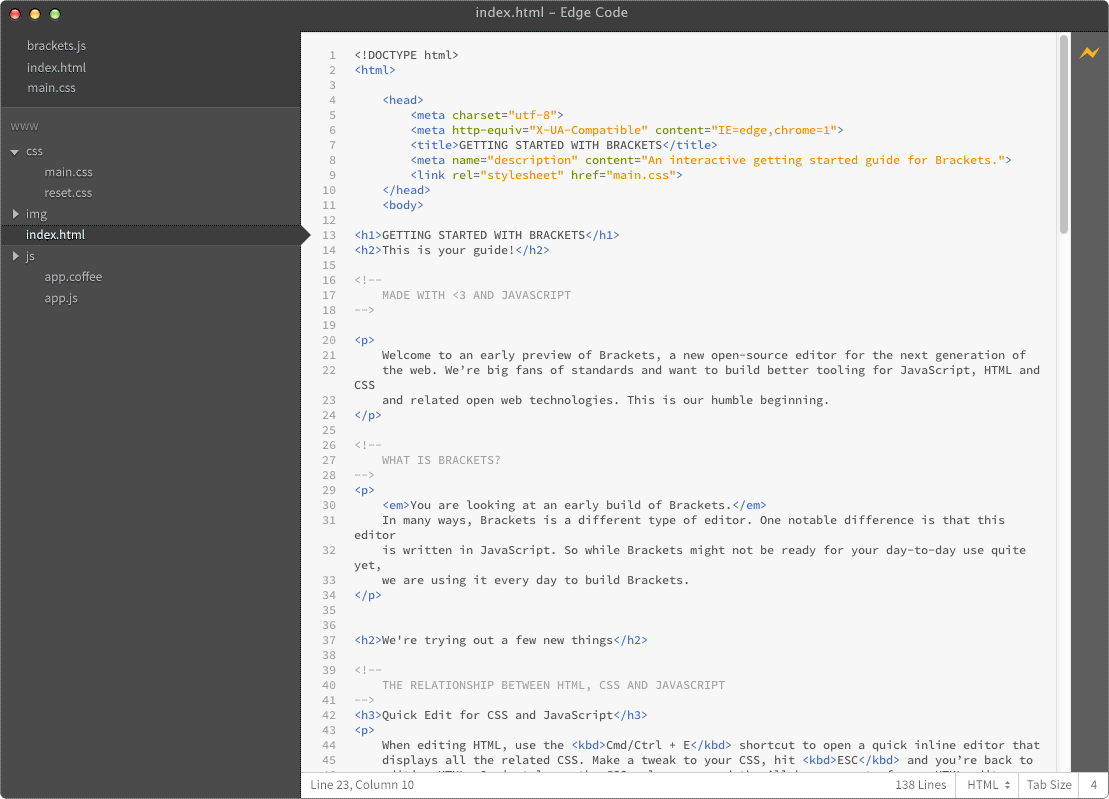 index.html – Edge Code
brackets.js
index.html
main.css
www
css
main.css
reset.css
img
index.html
js
app.coffee
app.js
1 <!DOCTYPE html>
2 <html>
3
4 <head>
5 <meta charset="utf-8">
6 <meta http-equiv="X-UA-Compatible" content="IE=edge,chrome=1">
7 <title>GETTING STARTED WITH BRACKETS</title>
8 <meta name="description" content="An interactive getting started guide for Brackets.">
9 <link rel="stylesheet" href="main.css">
10 </head>
11 <body>
12
13 <h1>GETTING STARTED WITH BRACKETS</h1>
14 <h2>This is your guide!</h2>
15
16 <!--
17 MADE WITH <3 AND JAVASCRIPT
18 -->
19
20 <p>
21 Welcome to an early preview of Brackets, a new open-source editor for the next generation of
22 the web. We’re big fans of standards and want to build better tooling for JavaScript, HTML and
CSS
23 and related open web technologies. This is our humble beginning.
24 </p>
25
26 <!--
27 WHAT IS BRACKETS?
28 -->
29 <p>
30 <em>You are looking at an early build of Brackets.</em>
31 In many ways, Brackets is a different type of editor. One notable difference is that this
editor
32 is written in JavaScript. So while Brackets might not be ready for your day-to-day use quite
yet,
33 we are using it every day to build Brackets.
34 </p>
35
36
37 <h2>We're trying out a few new things</h2>
38
39 <!--
40 THE RELATIONSHIP BETWEEN HTML, CSS AND JAVASCRIPT
41 -->
42 <h3>Quick Edit for CSS and JavaScript</h3>
43 <p>
44 When editing HTML, use the <kbd>Cmd/Ctrl + E</kbd> shortcut to open a quick inline editor that
45 displays all the related CSS. Make a tweak to your CSS, hit <kbd>ESC</kbd> and you’re back to
Line 23, Column 10
138 Lines
HTML
Tab Size
4